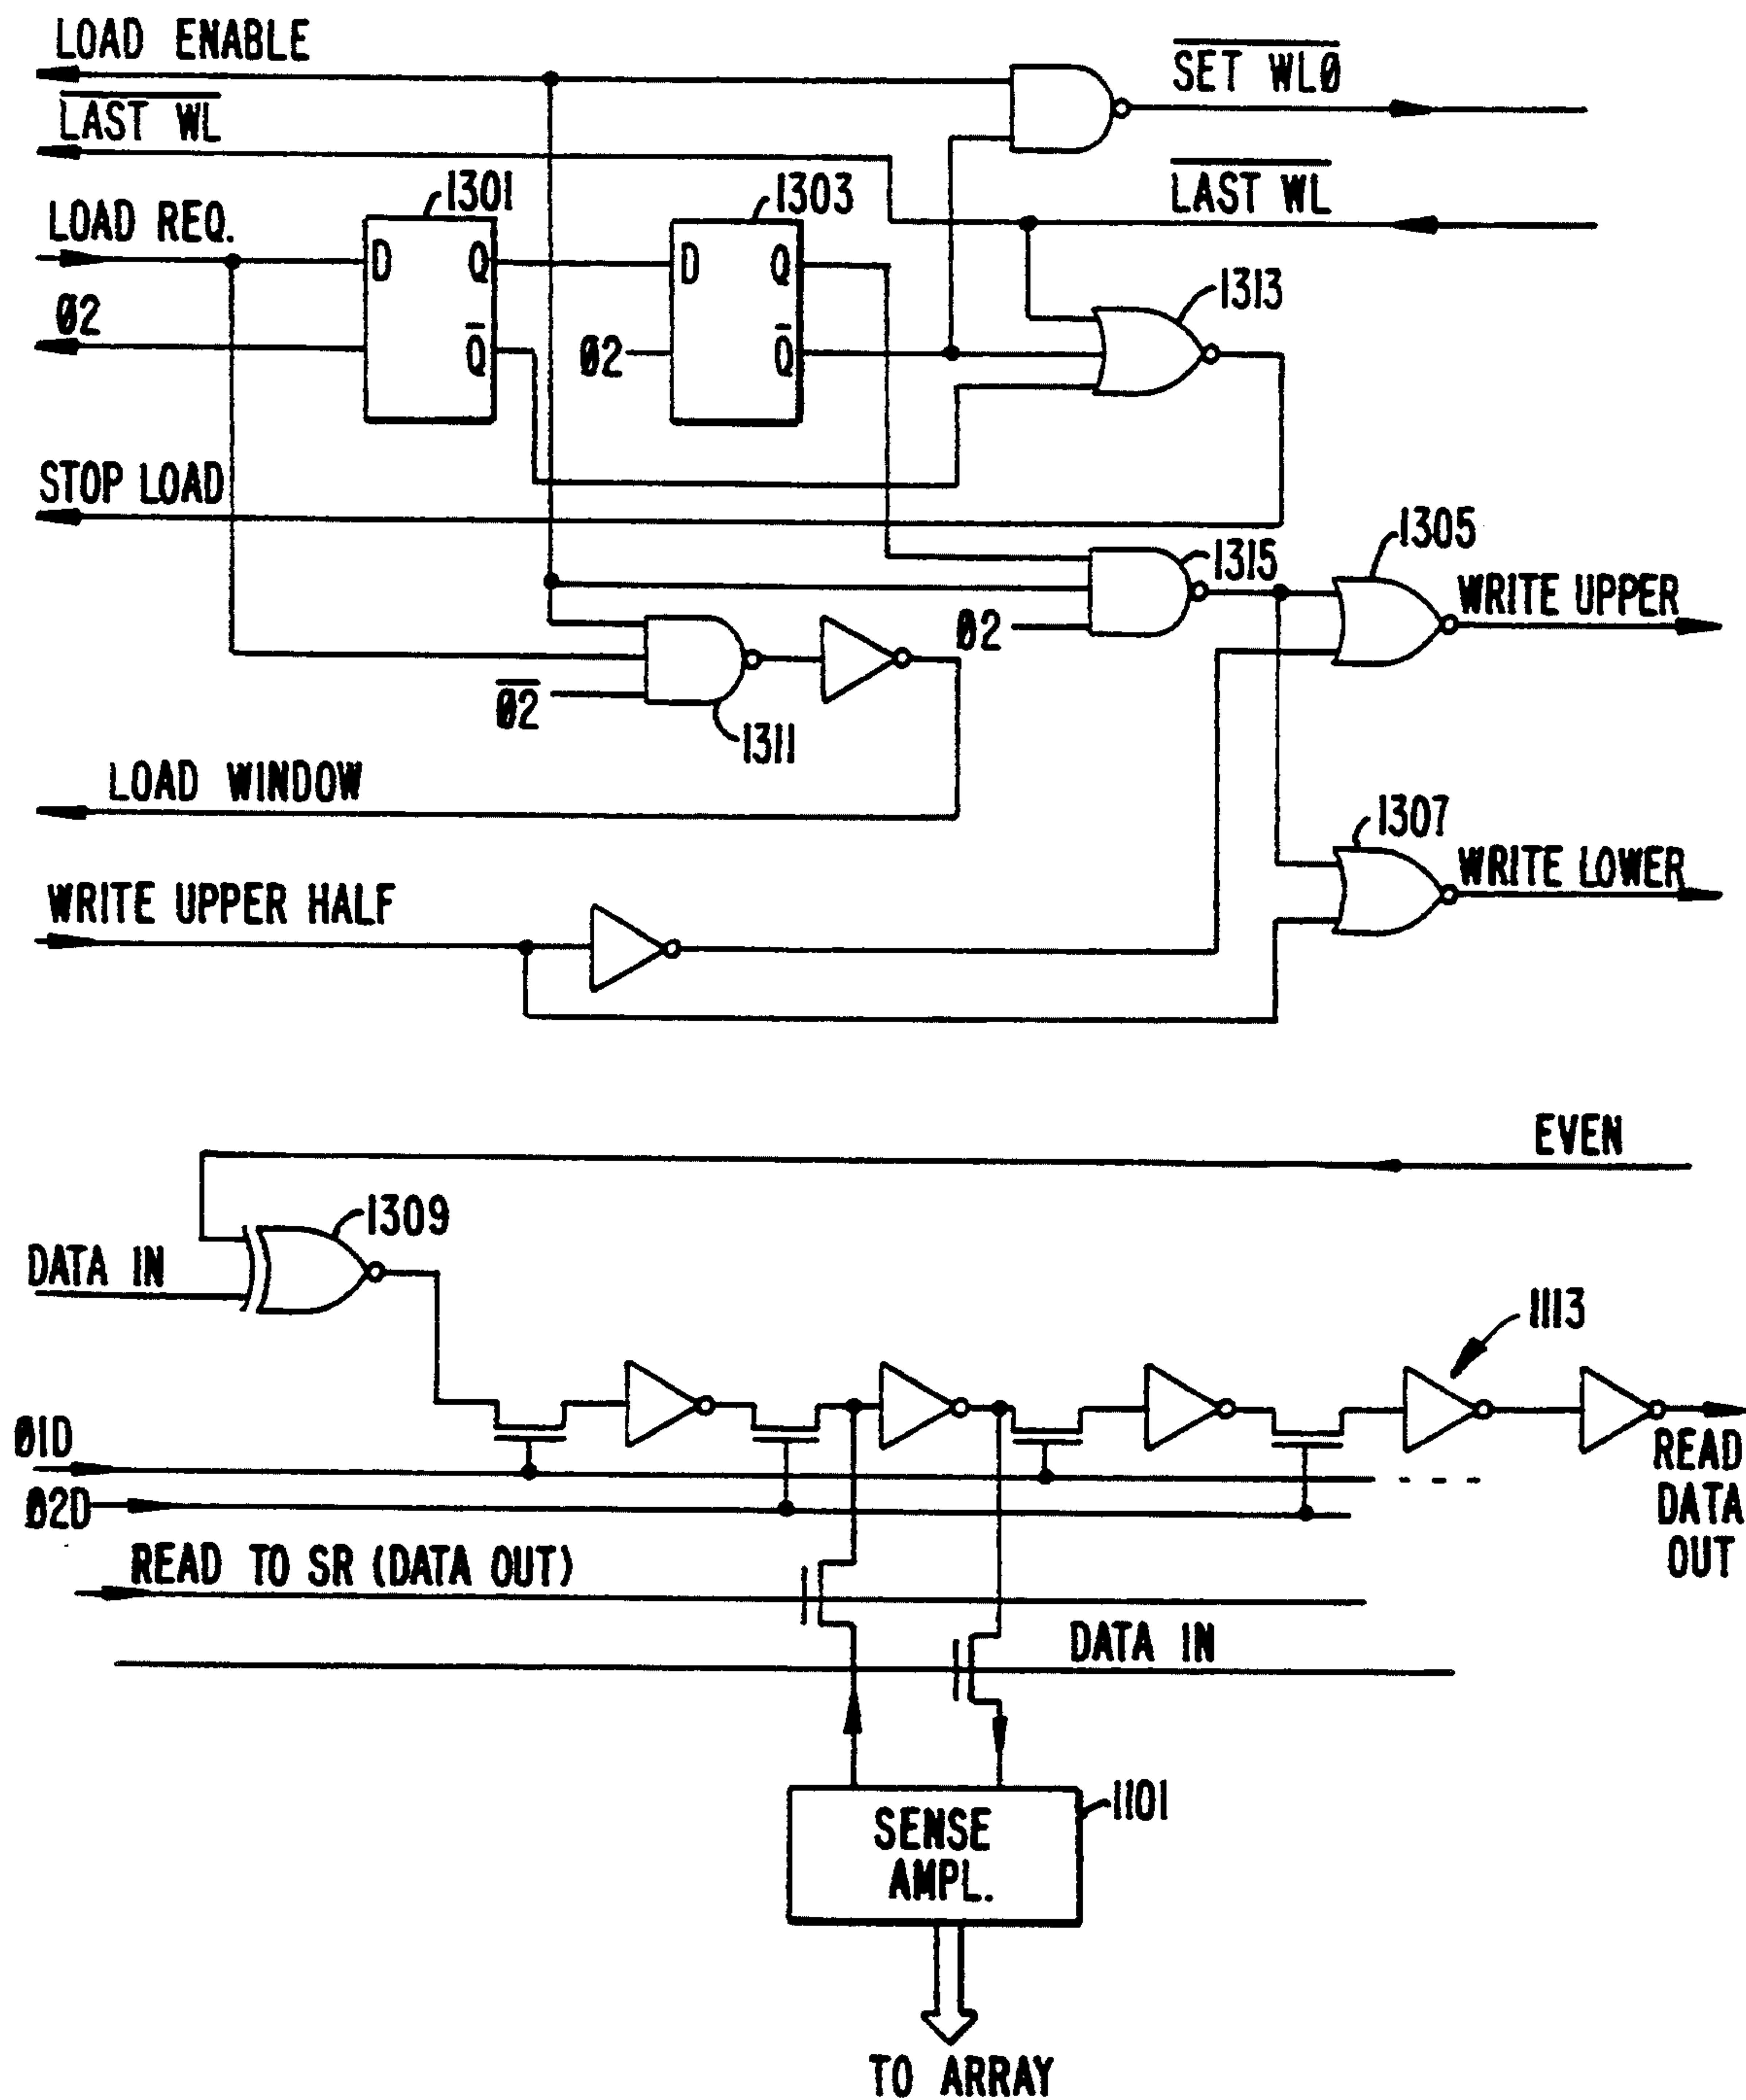 LOAD ENABLE
SET WLØ
LAST WL
1301
1303
LAST WL
LOAD REQ.
D Q
D Q
1313
Ø2
Q
Ø2
Q
STOP LOAD
1305
1315
WRITE UPPER
Ø2
Ø2
1311
LOAD WINDOW
1307
WRITE LOWER
WRITE UPPER HALF
EVEN
1309
DATA IN
1113
Ø1D
READ
DATA
OUT
Ø2D
READ TO SR (DATA OUT)
DATA IN
1101
SENSE
AMPL.
TO ARRAY